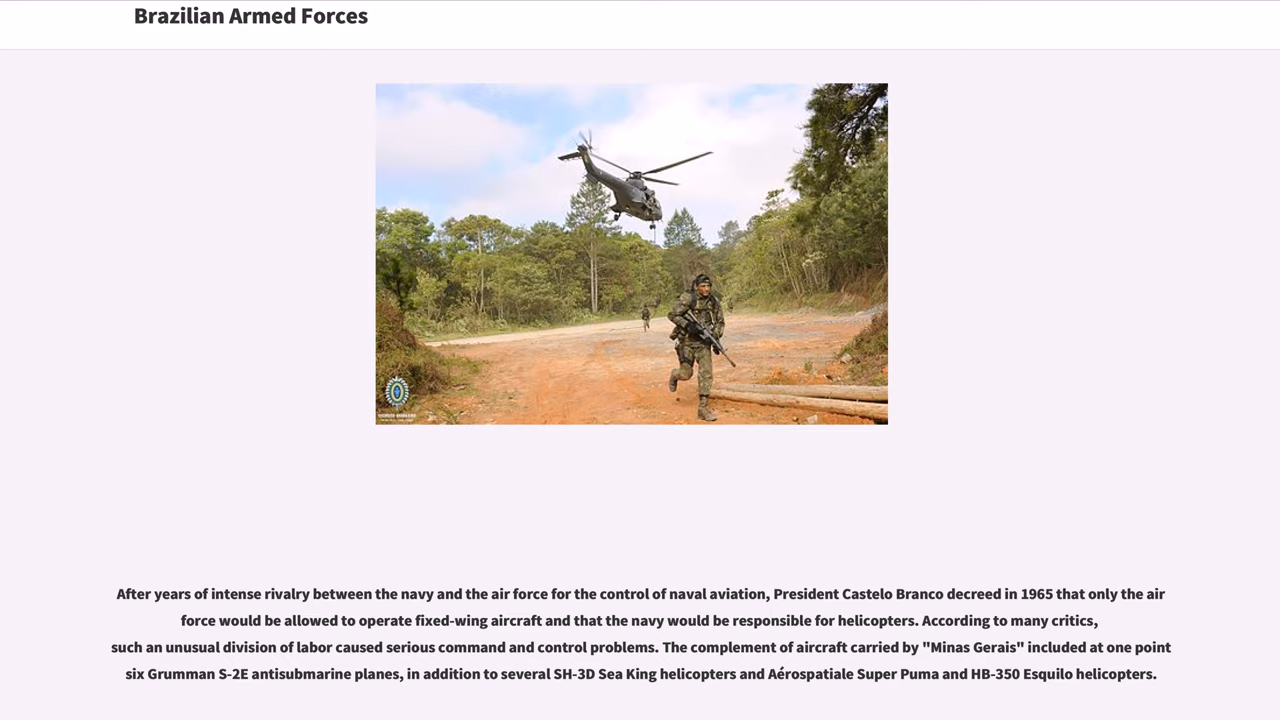 Brazilian Armed Forces
After years of intense rivalry between the navy and the air force for the control of naval aviation, President Castelo Branco decreed in 1965 that only the air
force would be allowed to operate fixed-wing aircraft and that the navy would be responsible for helicopters. According to many critics,
such an unusual division of labor caused serious command and control problems. The complement of aircraft carried by "Minas Gerais" included at one point
six Grumman S-2E antisubmarine planes, in addition to several SH-3D Sea King helicopters and Aérospatiale Super Puma and HB-350 Esquilo helicopters.